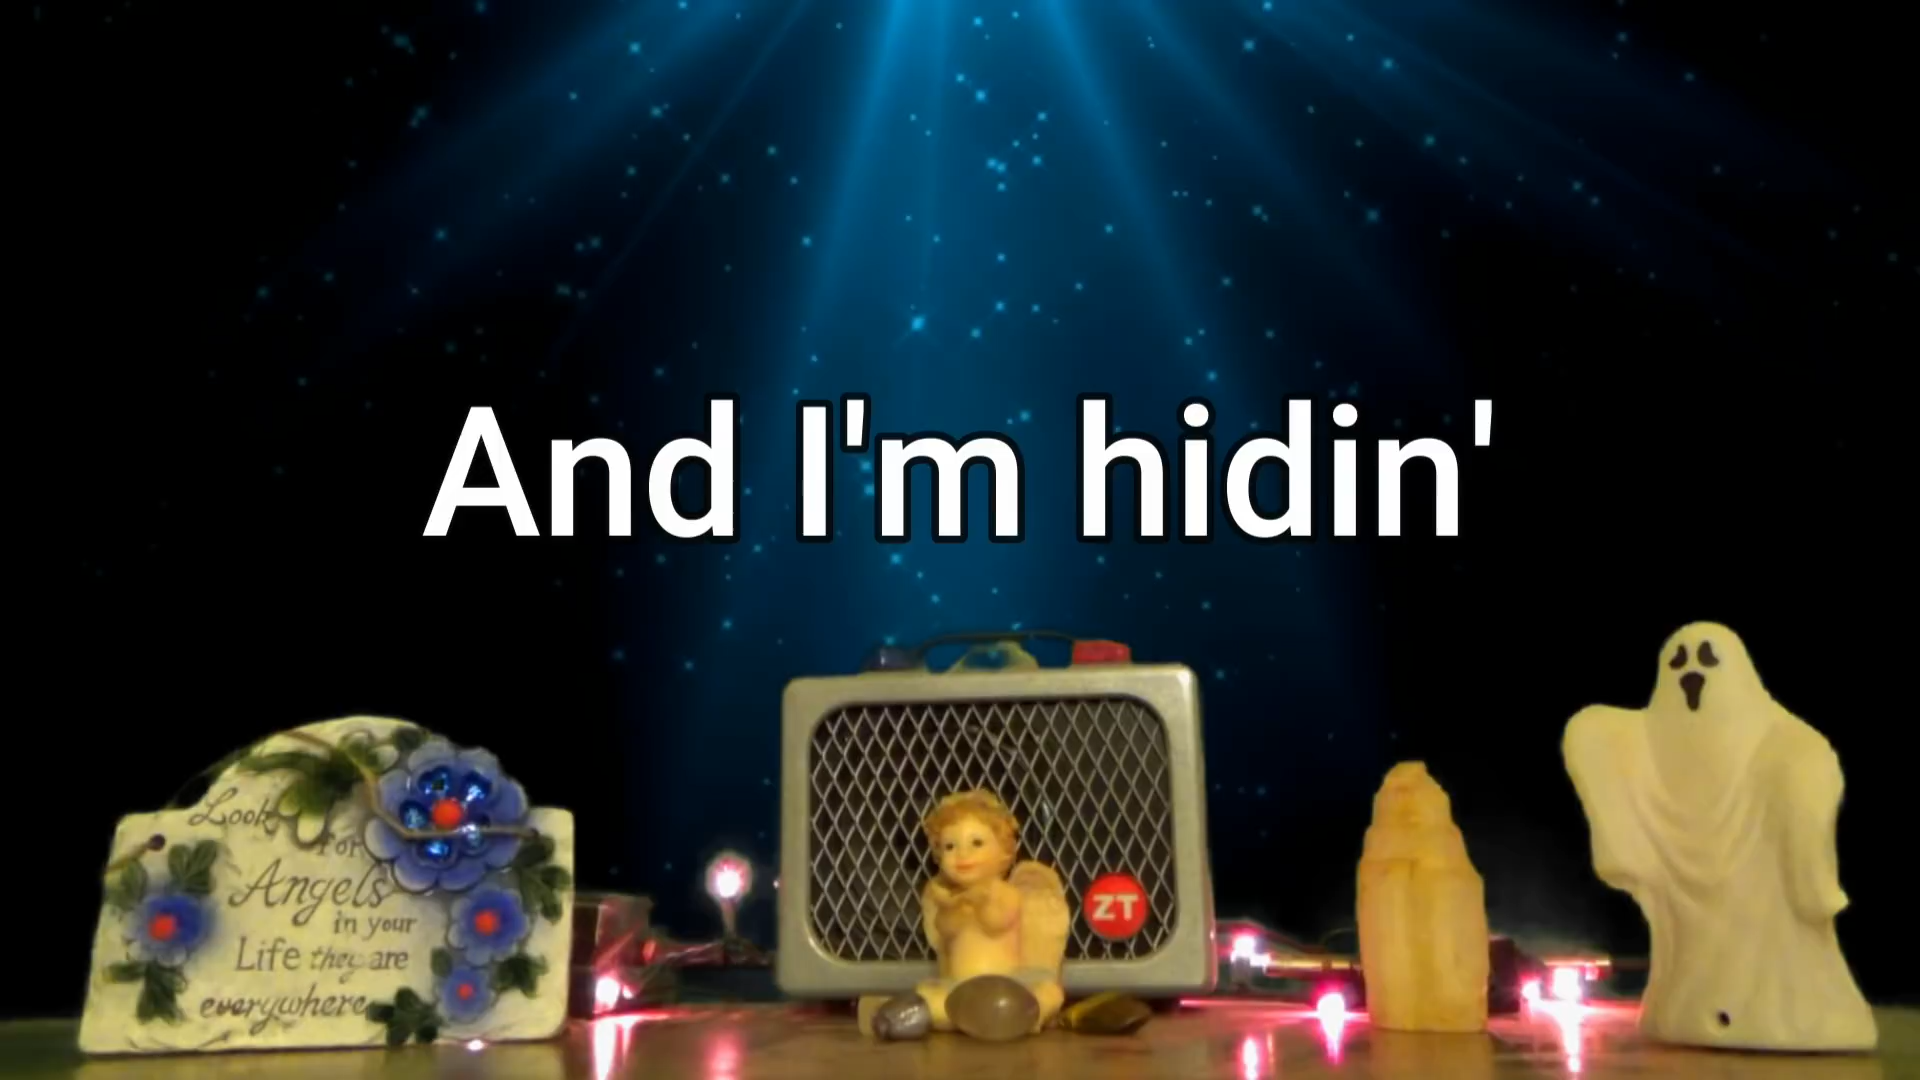 And I'm hidin'
Look
for
Angels
in your
Life they are
everywhere
ZT